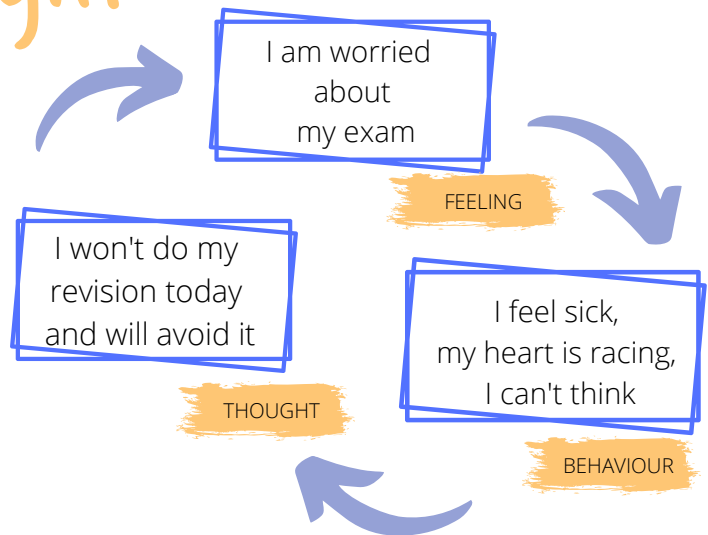 I am worried
about
my exam
FEELING
I won't do my
revision today
and will avoid it
THOUGHT
I feel sick,
my heart is racing,
I can't think
BEHAVIOUR